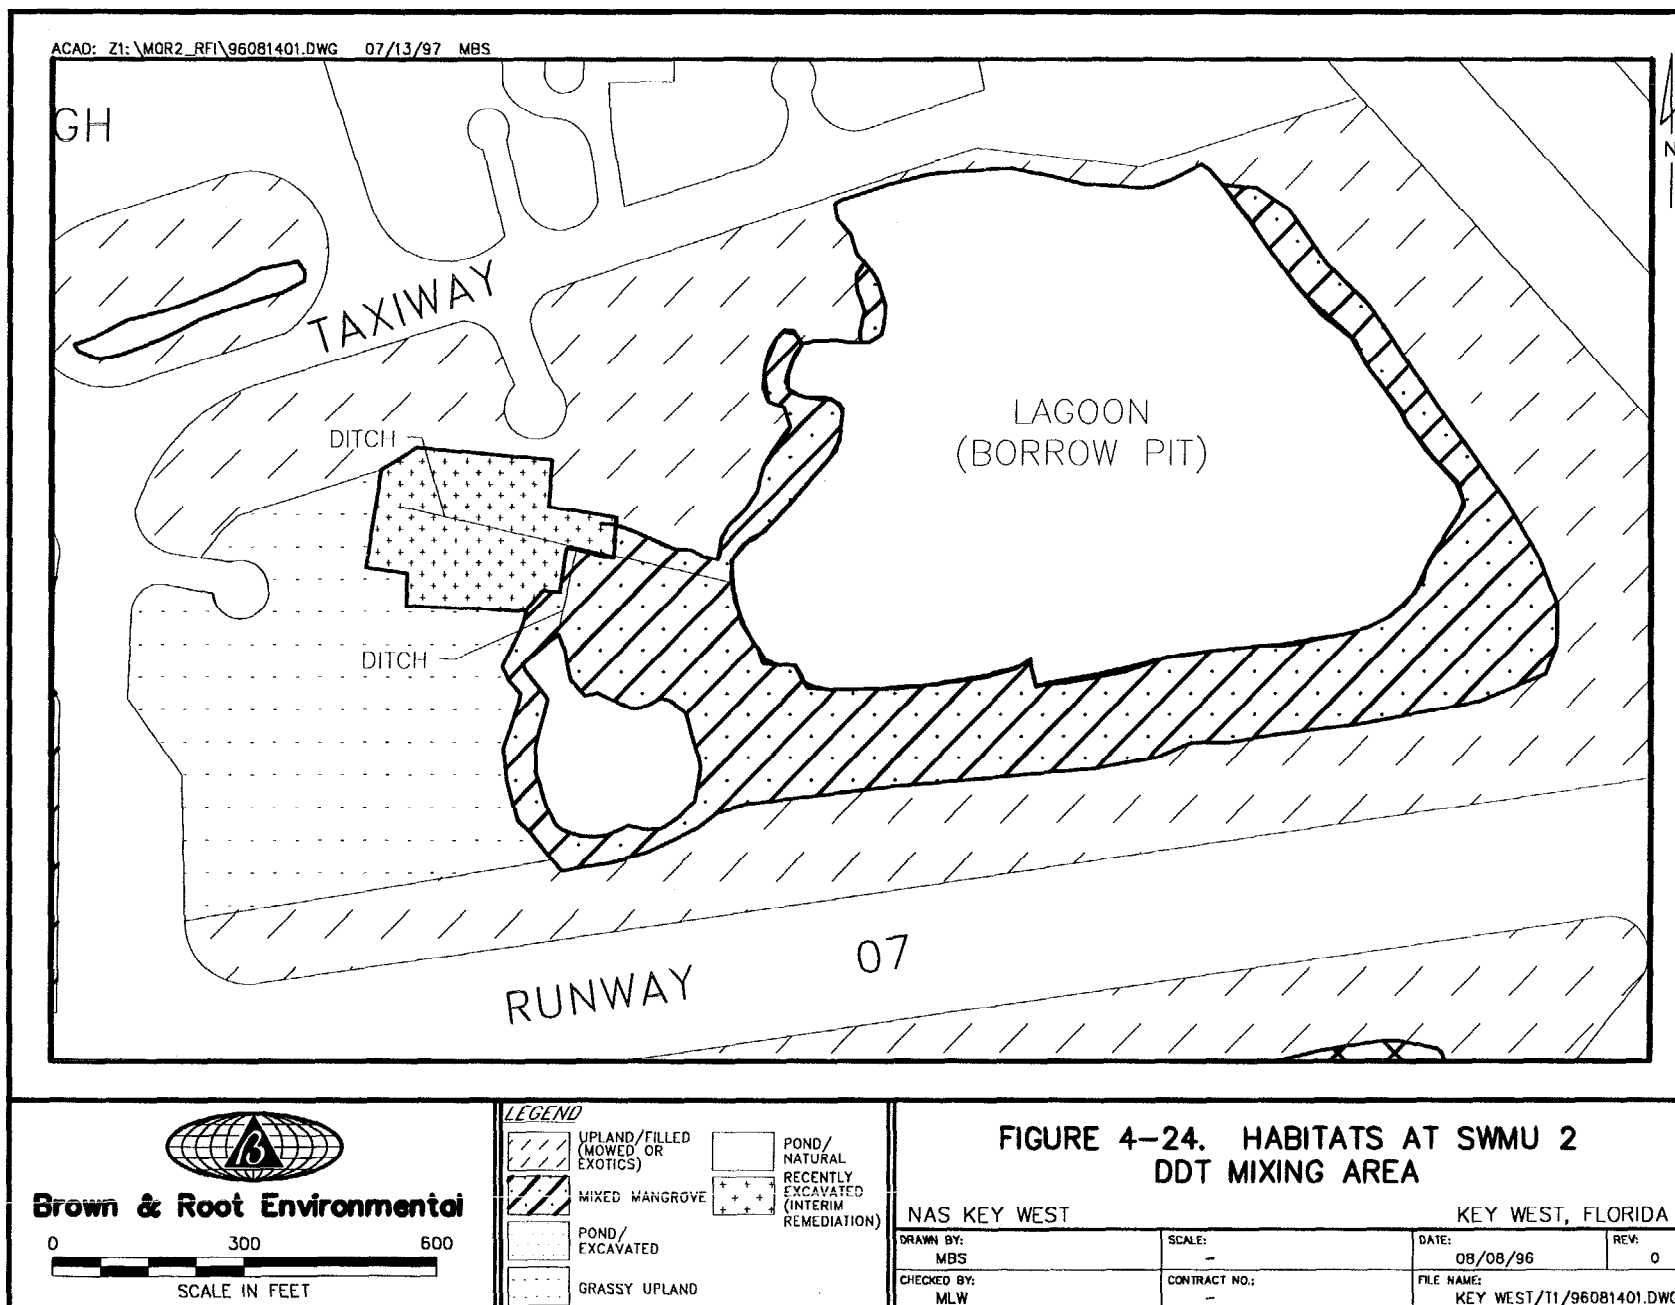 ACAD: Z1:\MQR2_RFI\96081401.DWG 07/13/97 MBS
GH
N
TAXIWAY
LAGOON
(BORROW PIT)
DITCH
DITCH
07
RUNWAY
Brown & Root Environmental
0 300 600
SCALE IN FEET
LEGEND
UPLAND/FILLED
(MOWED OR
EXOTICS)
MIXED MANGROVE
POND/
EXCAVATED
GRASSY UPLAND
POND/
NATURAL
RECENTLY
EXCAVATED
(INTERIM
REMEDIATION)
FIGURE 4-24. HABITATS AT SWMU 2
DDT MIXING AREA
NAS KEY WEST
KEY WEST, FLORIDA
DRAWN BY:
MBS
SCALE:
-
DATE:
08/08/96
REV:
0
CHECKED BY:
MLW
CONTRACT NO.:
-
FILE NAME:
KEY WEST/T1/96081401.DWG